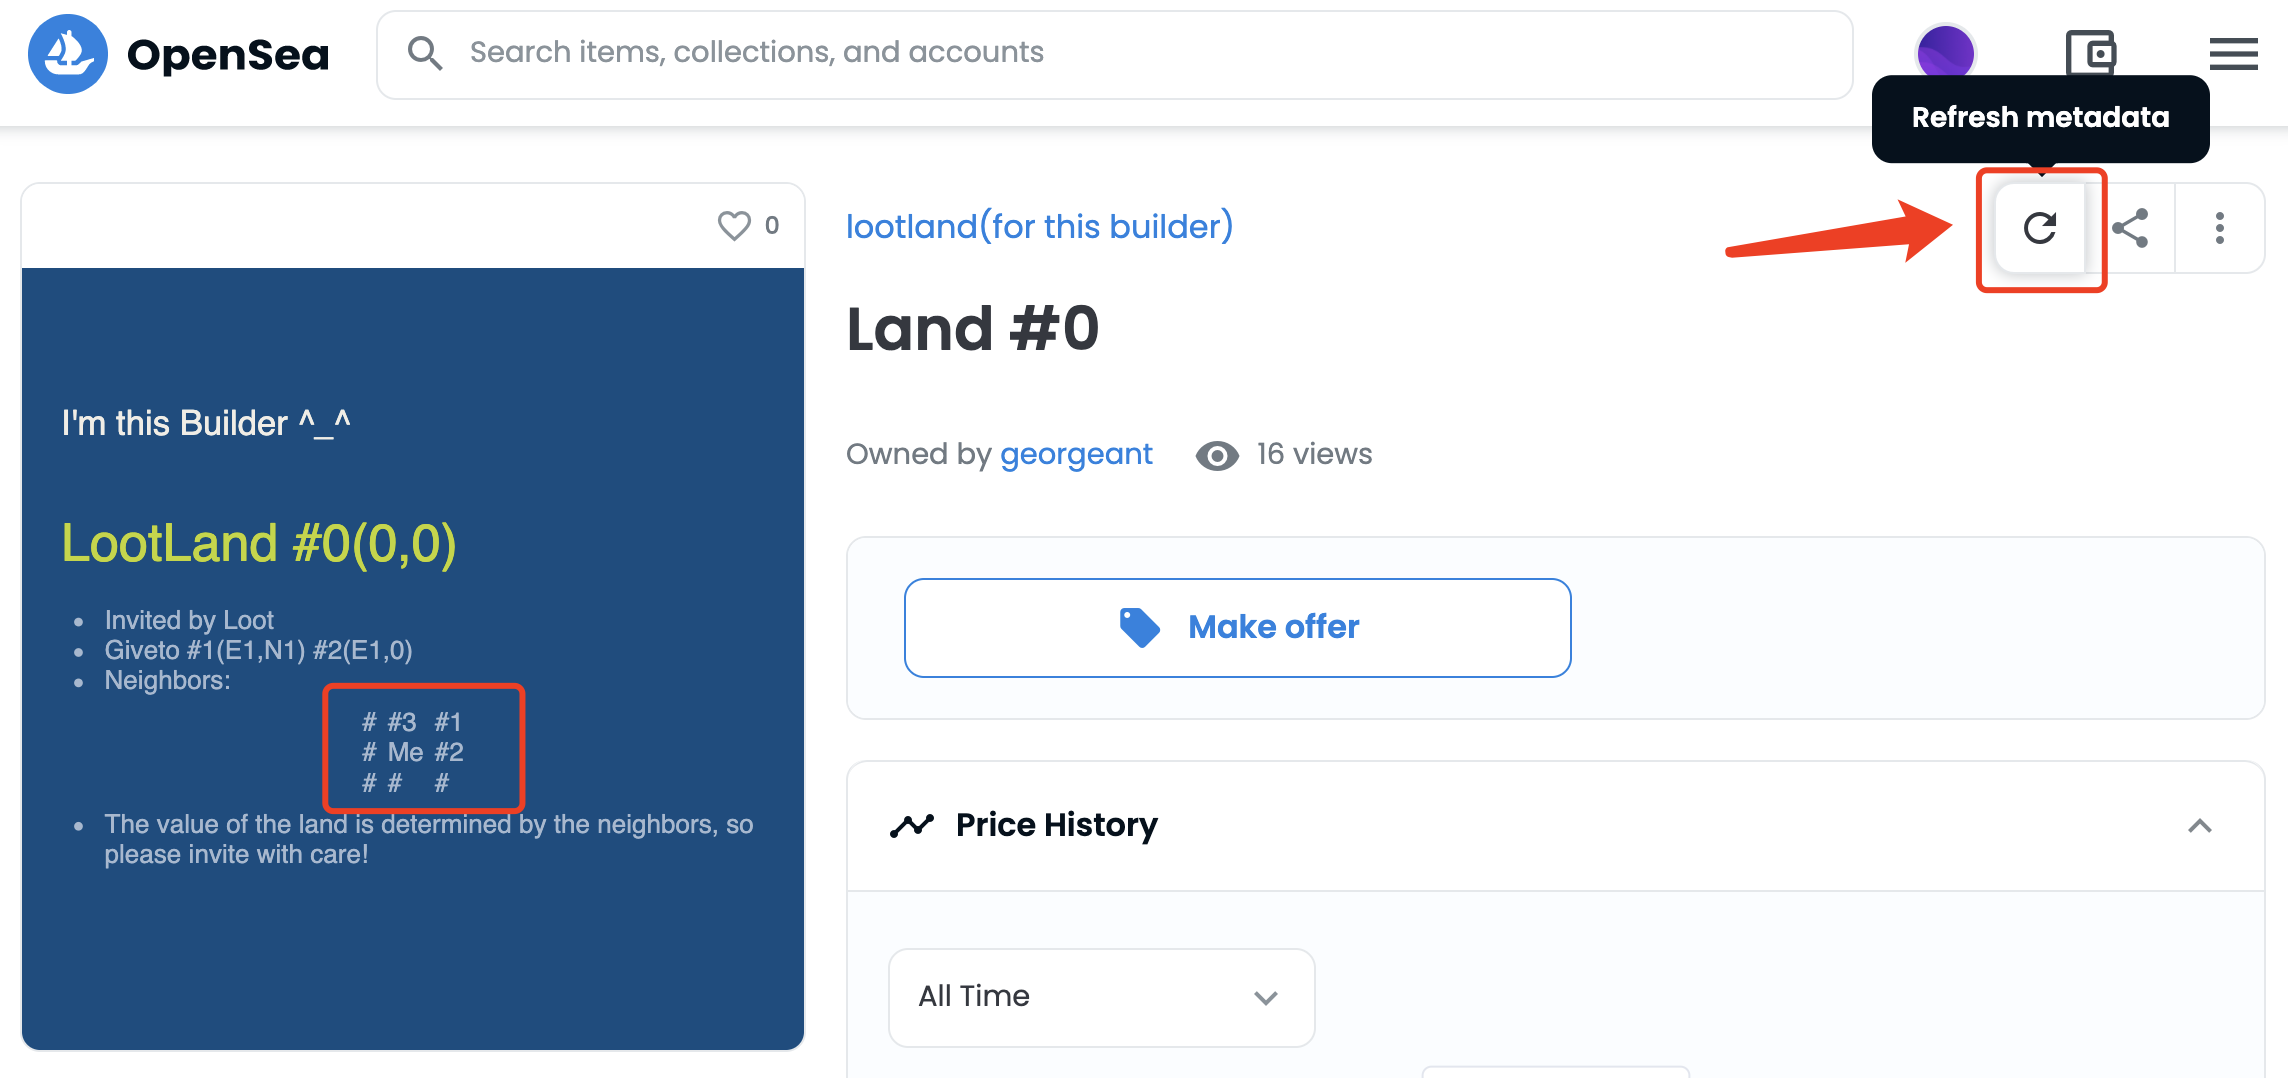 OpenSea
Search items, collections, and accounts
Refresh metadata
0
I'm this Builder ^_^
LootLand #0(0,0)
• Invited by Loot
• Giveto #1(E1,N1) #2(E1,0)
• Neighbors:
# #3 #1
# Me #2
# # #
• The value of the land is determined by the neighbors, so
please invite with care!
lootland(for this builder)
Land #0
Owned by georgeant 16 views
Make offer
Price History
All Time